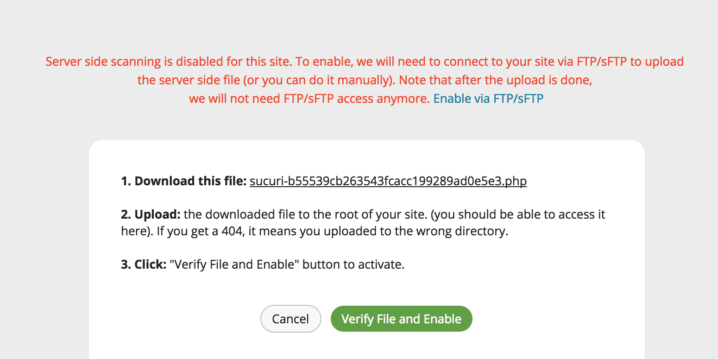 Server side scanning is disabled for this site. To enable, we will need to connect to your site via FTP/sFTP to upload
the server side file (or you can do it manually). Note that after the upload is done,
we will not need FTP/sFTP access anymore. Enable via FTP/sFTP
1. Download this file: sucuri-b55539cb263543fcacc199289ad0e5e3.php
2. Upload: the downloaded file to the root of your site. (you should be able to access it
here). If you get a 404, it means you uploaded to the wrong directory.
3. Click: "Verify File and Enable" button to activate.
Cancel Verify File and Enable